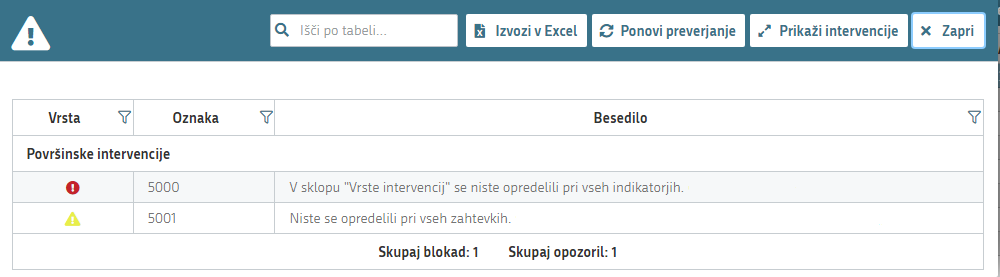 Išči po tabeli... Izvozi v Excel Ponovi preverjanje Prikaži intervencije Zapri
Vrsta Oznaka Besedilo
Površinske intervencije
5000 V sklopu "Vrste intervencij" se niste opredelili pri vseh indikatorjih.
5001 Niste se opredelili pri vseh zahtevkih.
Skupaj blokad: 1 Skupaj opozoril: 1